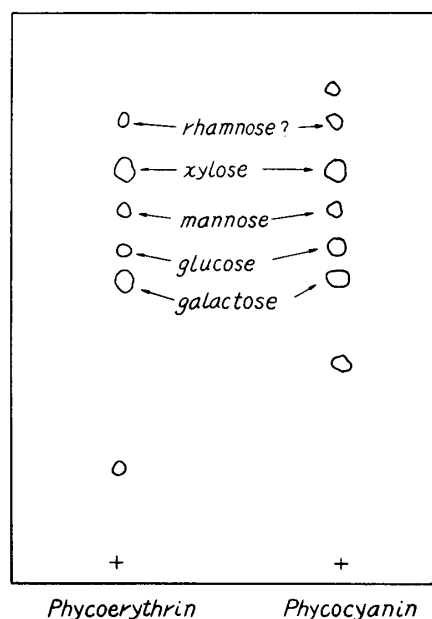 rhamnose?
xylose
mannose
glucose
galactose
+ +
Phycoerythrin Phycocyanin